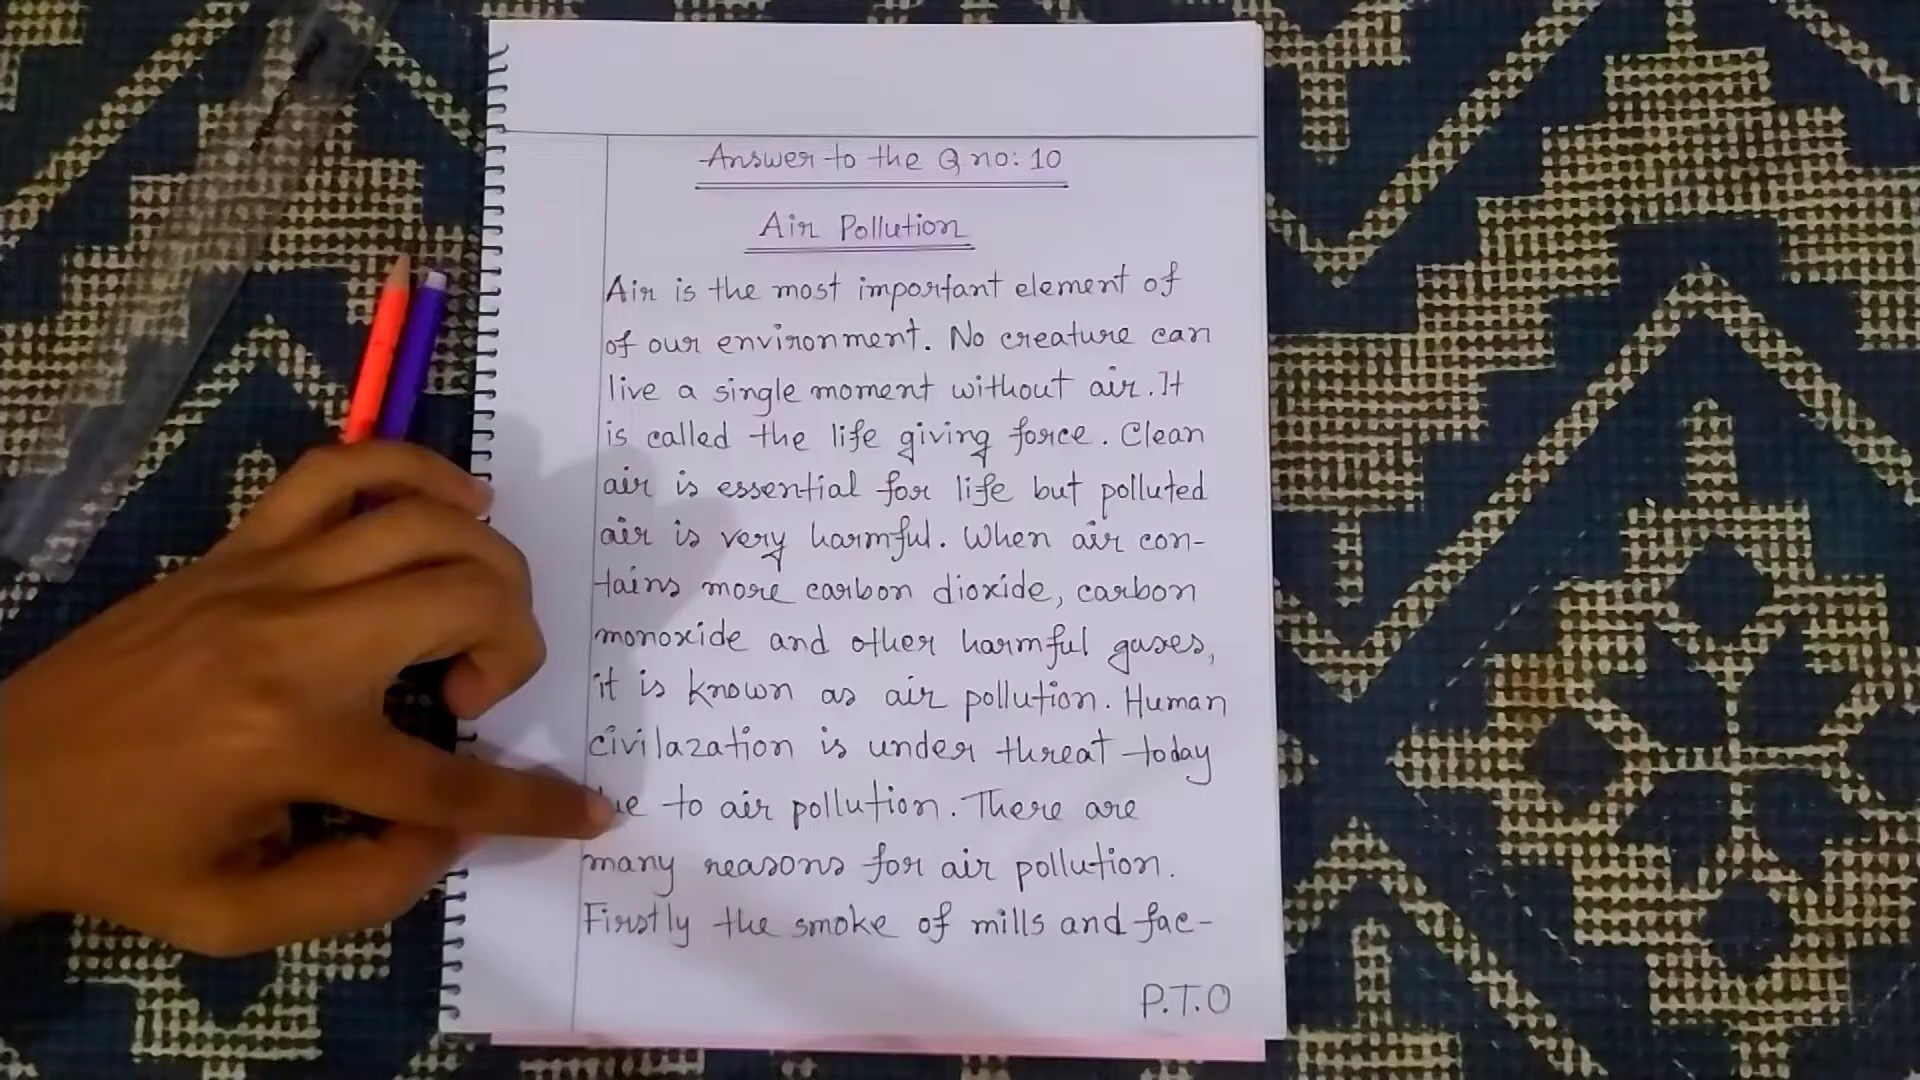 Answer to the Q no: 10
Air Pollution
Air is the most important element of
of our environment. No creature can
live a single moment without air. It
is called the life giving force. Clean
air is essential for life but polluted
air is very harmful. When air con-
tains more carbon dioxide, carbon
monoxide and other harmful gases,
it is known as air pollution. Human
civilazation is under threat today
to air pollution. There are
many reasons for air pollution.
Firstly the smoke of mills and fac-
P.T.O